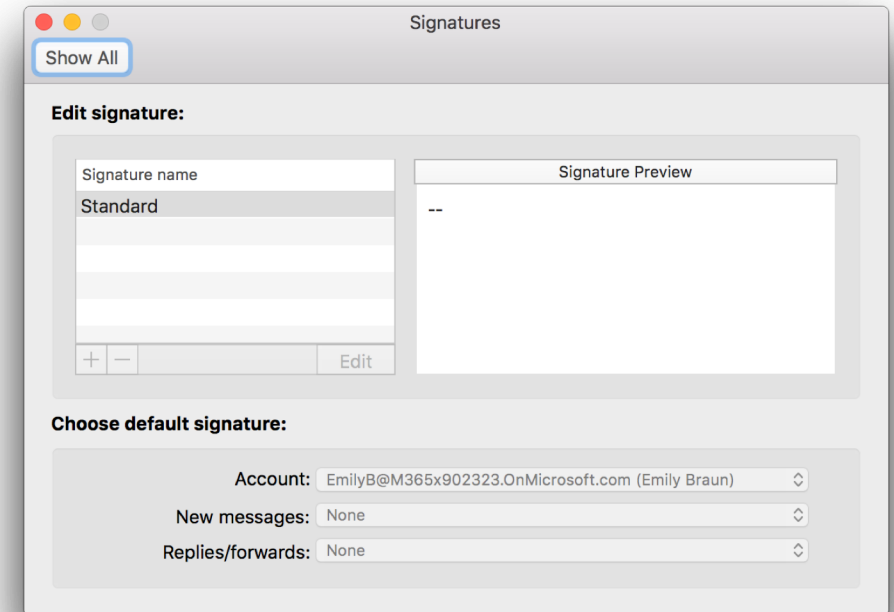 Signatures
Show All
Edit signature:
Signature name
Standard
Signature Preview
--
+ − Edit
Choose default signature:
Account: EmilyB@M365x902323.OnMicrosoft.com (Emily Braun)
New messages: None
Replies/forwards: None